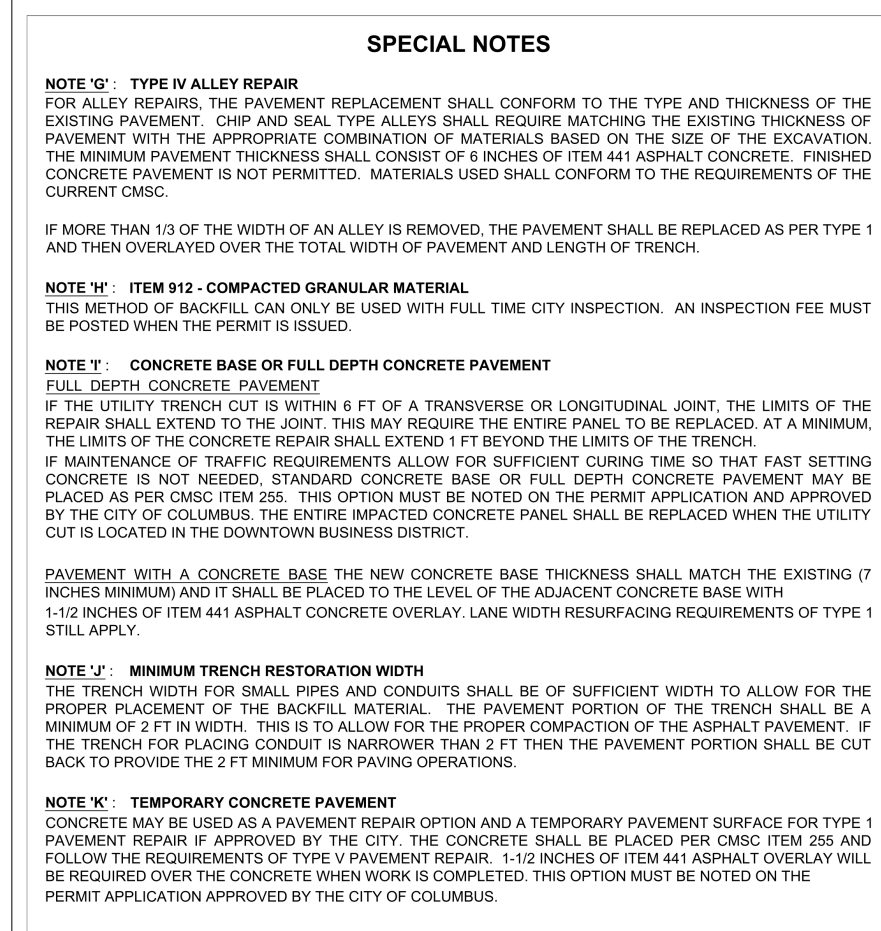 SPECIAL NOTES
NOTE 'G' : TYPE IV ALLEY REPAIR
FOR ALLEY REPAIRS, THE PAVEMENT REPLACEMENT SHALL CONFORM TO THE TYPE AND THICKNESS OF THE
EXISTING PAVEMENT. CHIP AND SEAL TYPE ALLEYS SHALL REQUIRE MATCHING THE EXISTING THICKNESS OF
PAVEMENT WITH THE APPROPRIATE COMBINATION OF MATERIALS BASED ON THE SIZE OF THE EXCAVATION.
THE MINIMUM PAVEMENT THICKNESS SHALL CONSIST OF 6 INCHES OF ITEM 441 ASPHALT CONCRETE. FINISHED
CONCRETE PAVEMENT IS NOT PERMITTED. MATERIALS USED SHALL CONFORM TO THE REQUIREMENTS OF THE
CURRENT CMSC.
IF MORE THAN 1/3 OF THE WIDTH OF AN ALLEY IS REMOVED, THE PAVEMENT SHALL BE REPLACED AS PER TYPE 1
AND THEN OVERLAYED OVER THE TOTAL WIDTH OF PAVEMENT AND LENGTH OF TRENCH.
NOTE 'H' : ITEM 912 - COMPACTED GRANULAR MATERIAL
THIS METHOD OF BACKFILL CAN ONLY BE USED WITH FULL TIME CITY INSPECTION. AN INSPECTION FEE MUST
BE POSTED WHEN THE PERMIT IS ISSUED.
NOTE 'I' : CONCRETE BASE OR FULL DEPTH CONCRETE PAVEMENT
FULL DEPTH CONCRETE PAVEMENT
IF THE UTILITY TRENCH CUT IS WITHIN 6 FT OF A TRANSVERSE OR LONGITUDINAL JOINT, THE LIMITS OF THE
REPAIR SHALL EXTEND TO THE JOINT. THIS MAY REQUIRE THE ENTIRE PANEL TO BE REPLACED. AT A MINIMUM,
THE LIMITS OF THE CONCRETE REPAIR SHALL EXTEND 1 FT BEYOND THE LIMITS OF THE TRENCH.
IF MAINTENANCE OF TRAFFIC REQUIREMENTS ALLOW FOR SUFFICIENT CURING TIME SO THAT FAST SETTING
CONCRETE IS NOT NEEDED, STANDARD CONCRETE BASE OR FULL DEPTH CONCRETE PAVEMENT MAY BE
PLACED AS PER CMSC ITEM 255. THIS OPTION MUST BE NOTED ON THE PERMIT APPLICATION AND APPROVED
BY THE CITY OF COLUMBUS. THE ENTIRE IMPACTED CONCRETE PANEL SHALL BE REPLACED WHEN THE UTILITY
CUT IS LOCATED IN THE DOWNTOWN BUSINESS DISTRICT.
PAVEMENT WITH A CONCRETE BASE THE NEW CONCRETE BASE THICKNESS SHALL MATCH THE EXISTING (7
INCHES MINIMUM) AND IT SHALL BE PLACED TO THE LEVEL OF THE ADJACENT CONCRETE BASE WITH
1-1/2 INCHES OF ITEM 441 ASPHALT CONCRETE OVERLAY. LANE WIDTH RESURFACING REQUIREMENTS OF TYPE 1
STILL APPLY.
NOTE 'J' : MINIMUM TRENCH RESTORATION WIDTH
THE TRENCH WIDTH FOR SMALL PIPES AND CONDUITS SHALL BE OF SUFFICIENT WIDTH TO ALLOW FOR THE
PROPER PLACEMENT OF THE BACKFILL MATERIAL. THE PAVEMENT PORTION OF THE TRENCH SHALL BE A
MINIMUM OF 2 FT IN WIDTH. THIS IS TO ALLOW FOR THE PROPER COMPACTION OF THE ASPHALT PAVEMENT. IF
THE TRENCH FOR PLACING CONDUIT IS NARROWER THAN 2 FT THEN THE PAVEMENT PORTION SHALL BE CUT
BACK TO PROVIDE THE 2 FT MINIMUM FOR PAVING OPERATIONS.
NOTE 'K' : TEMPORARY CONCRETE PAVEMENT
CONCRETE MAY BE USED AS A PAVEMENT REPAIR OPTION AND A TEMPORARY PAVEMENT SURFACE FOR TYPE 1
PAVEMENT REPAIR IF APPROVED BY THE CITY. THE CONCRETE SHALL BE PLACED PER CMSC ITEM 255 AND
FOLLOW THE REQUIREMENTS OF TYPE V PAVEMENT REPAIR. 1-1/2 INCHES OF ITEM 441 ASPHALT OVERLAY WILL
BE REQUIRED OVER THE CONCRETE WHEN WORK IS COMPLETED. THIS OPTION MUST BE NOTED ON THE
PERMIT APPLICATION APPROVED BY THE CITY OF COLUMBUS.